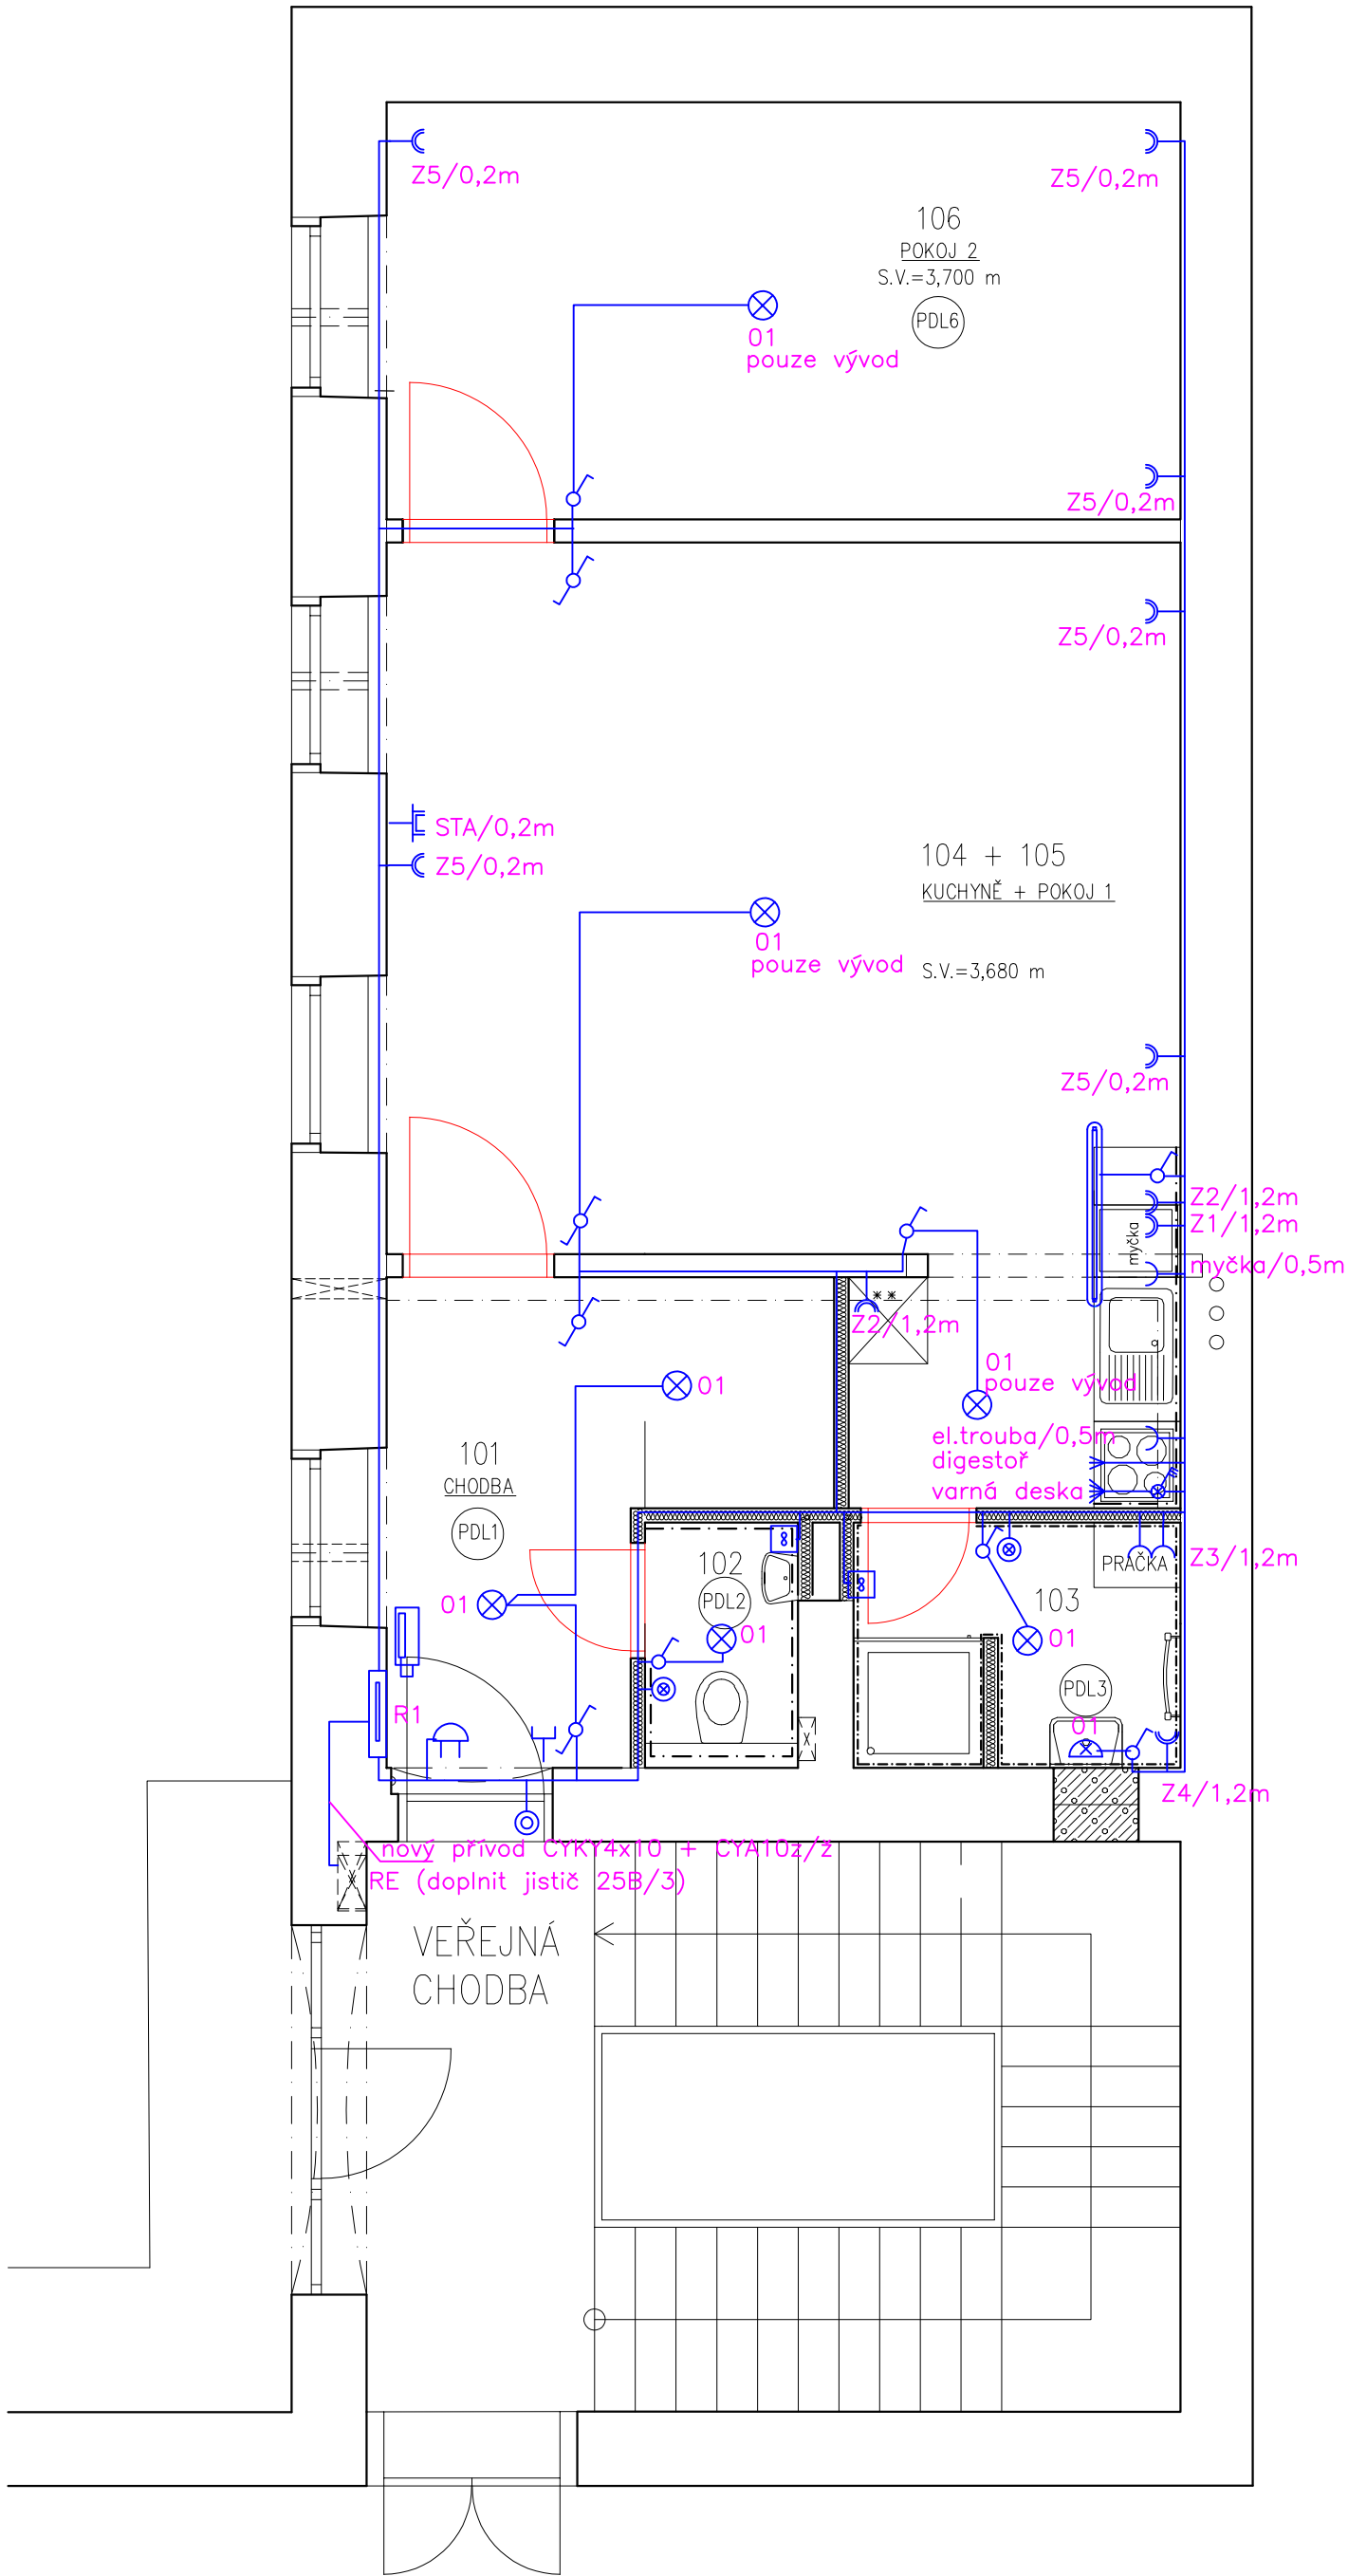 Z5/0,2m
Z5/0,2m
106
POKOJ 2
S.V.=3,700 m
PDL6
01
pouze vývod
Z5/0,2m
Z5/0,2m
STA/0,2m
Z5/0,2m
104 + 105
KUCHYNĚ + POKOJ 1
S.V.=3,680 m
01
pouze vývod
Z5/0,2m
Z2/1,2m
Z1/1,2m
myčka
myčka/0,5m
Z2/1,2m
01
pouze vývod
01
el.trouba/0,5m
digestoř
varná deska
101
CHODBA
PDL1
102
PDL2
01
01
PRAČKA
Z3/1,2m
103
01
PDL3
01
R1
Z4/1,2m
nový přívod CYKY4x10 + CYA10z/ž
RE (doplnit jistič 25B/3)
VEŘEJNÁ
CHODBA